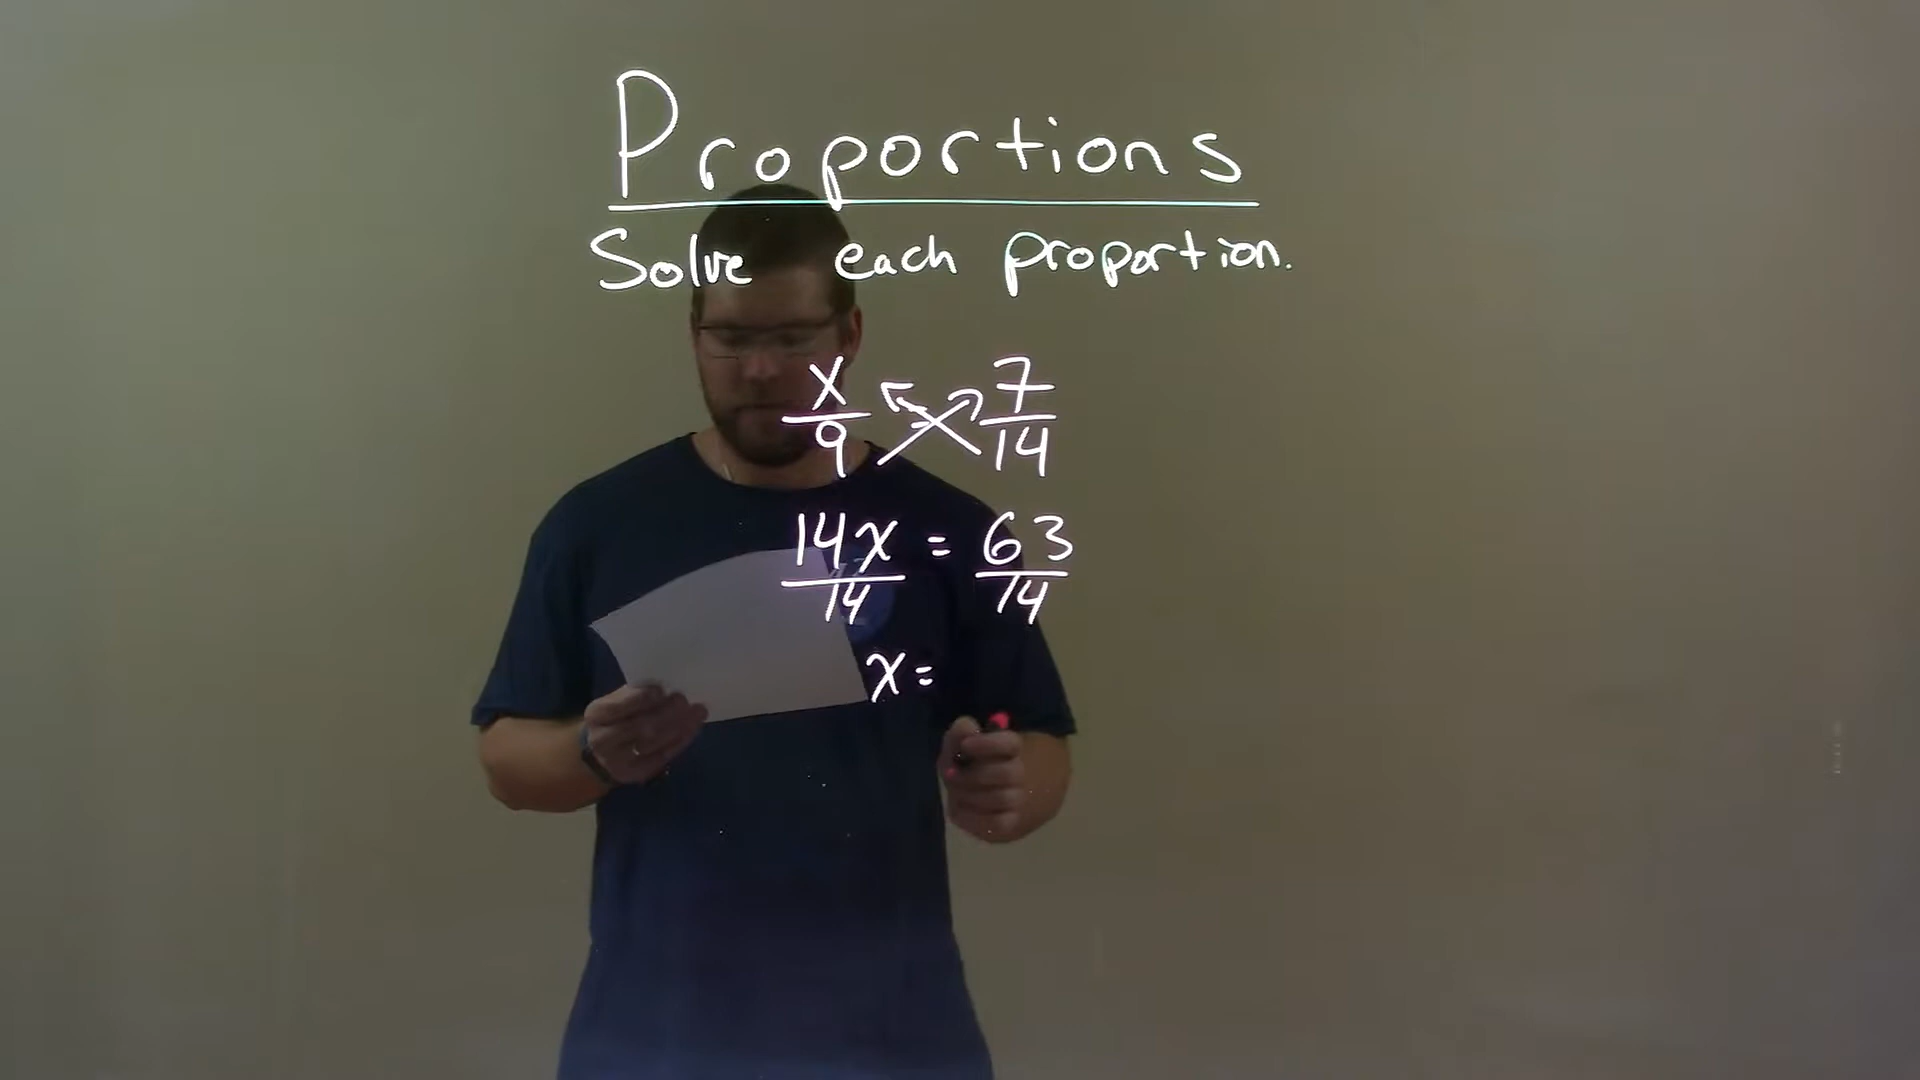 Proportions
Solve each proportion.
x/9 = 7/14
14x/14 = 63/14
x =